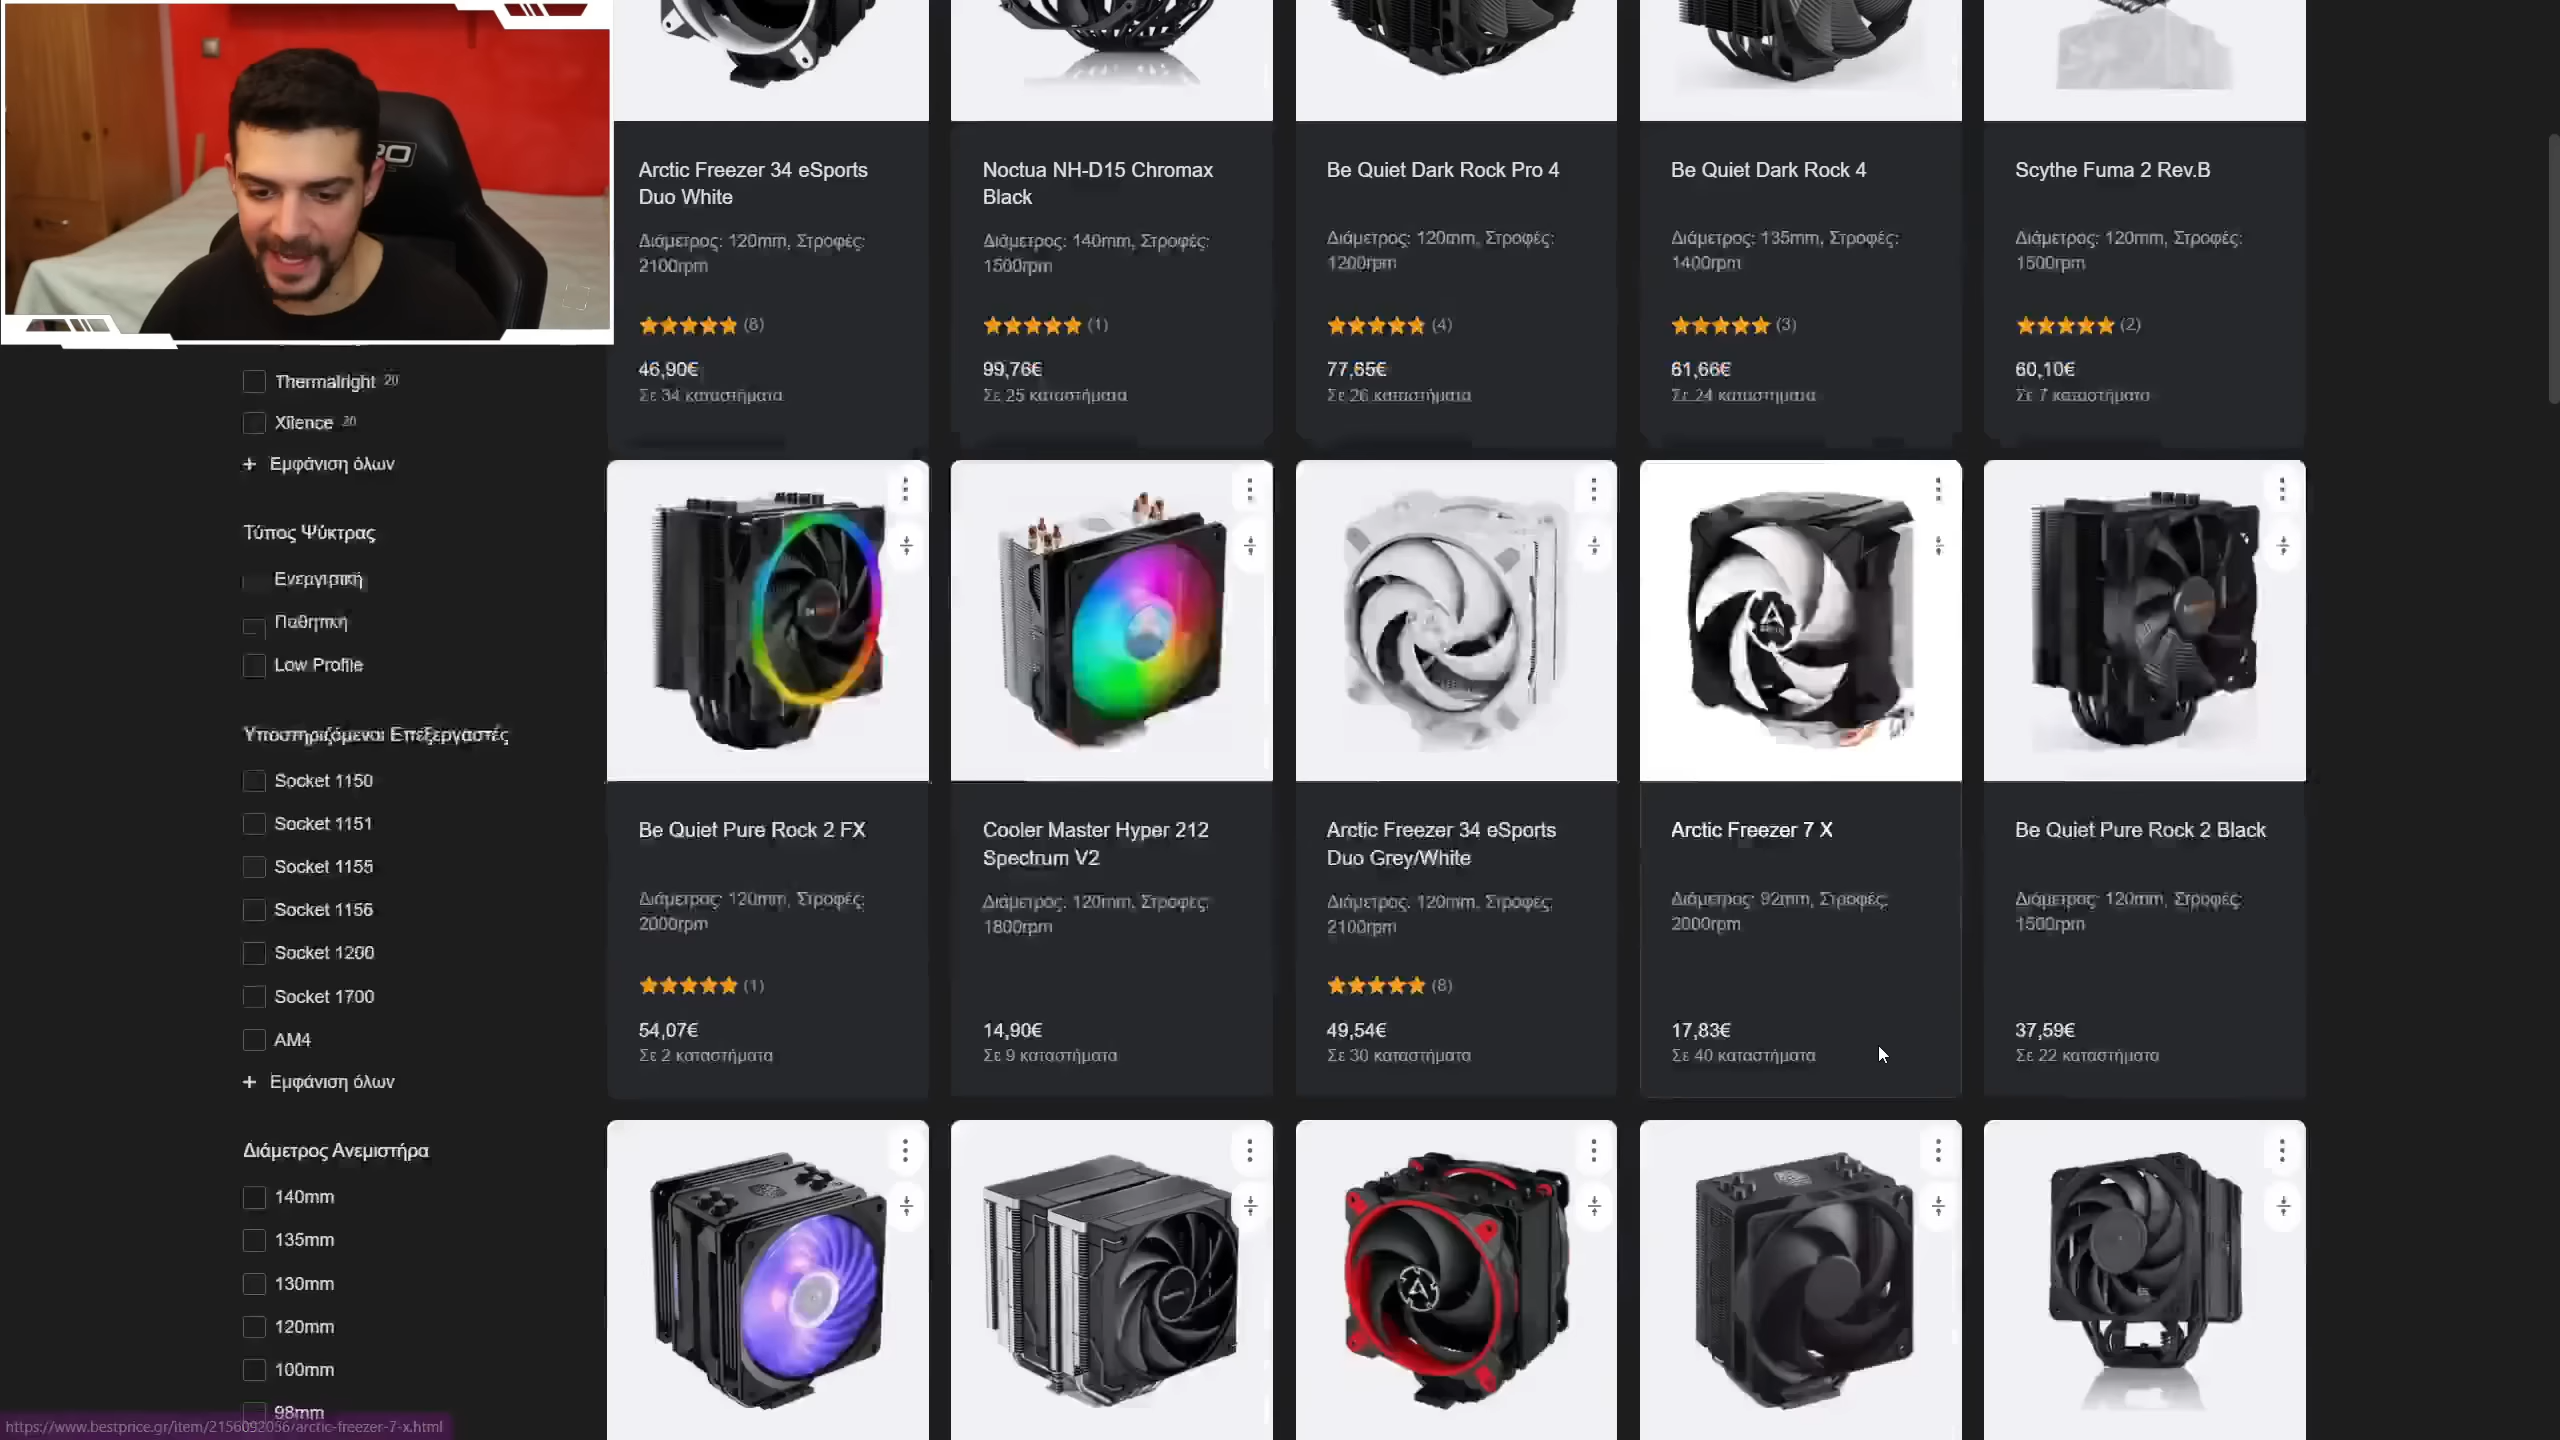 Arctic Freezer 34 eSports
Duo White
Διάμετρος: 120mm, Στροφές:
2100rpm
(8)
46,90€
Σε 34 καταστήματα
Noctua NH-D15 Chromax
Black
Διάμετρος: 140mm, Στροφές:
1500rpm
(1)
99,76€
Σε 25 καταστήματα
Be Quiet Dark Rock Pro 4
Διάμετρος: 120mm, Στροφές:
1200rpm
(4)
77,65€
Σε 26 καταστήματα
Be Quiet Dark Rock 4
Διάμετρος: 135mm, Στροφές:
1400rpm
(3)
61,66€
Σε 24 καταστήματα
Scythe Fuma 2 Rev.B
Διάμετρος: 120mm, Στροφές:
1500rpm
(2)
60,10€
Σε 7 καταστήματα
Thermalright 20
Xilence 20
+ Εμφάνιση όλων
Τύπος Ψύκτρας
Ενεργητική
Παθητική
Low Profile
Υποστηριζόμενοι Επεξεργαστές
Socket 1150
Socket 1151
Socket 1155
Socket 1156
Socket 1200
Socket 1700
AM4
+ Εμφάνιση όλων
Διάμετρος Ανεμιστήρα
140mm
135mm
130mm
120mm
100mm
98mm
Be Quiet Pure Rock 2 FX
Διάμετρος: 120mm, Στροφές:
2000rpm
(1)
54,07€
Σε 2 καταστήματα
Cooler Master Hyper 212
Spectrum V2
Διάμετρος: 120mm, Στροφές:
1800rpm
14,90€
Σε 9 καταστήματα
Arctic Freezer 34 eSports
Duo Grey/White
Διάμετρος: 120mm, Στροφές:
2100rpm
(8)
49,54€
Σε 30 καταστήματα
Arctic Freezer 7 X
Διάμετρος: 92mm, Στροφές:
2000rpm
17,83€
Σε 40 καταστήματα
Be Quiet Pure Rock 2 Black
Διάμετρος: 120mm, Στροφές:
1500rpm
37,59€
Σε 22 καταστήματα
https://www.bestprice.gr/item/2156092056/arctic-freezer-7-x.html